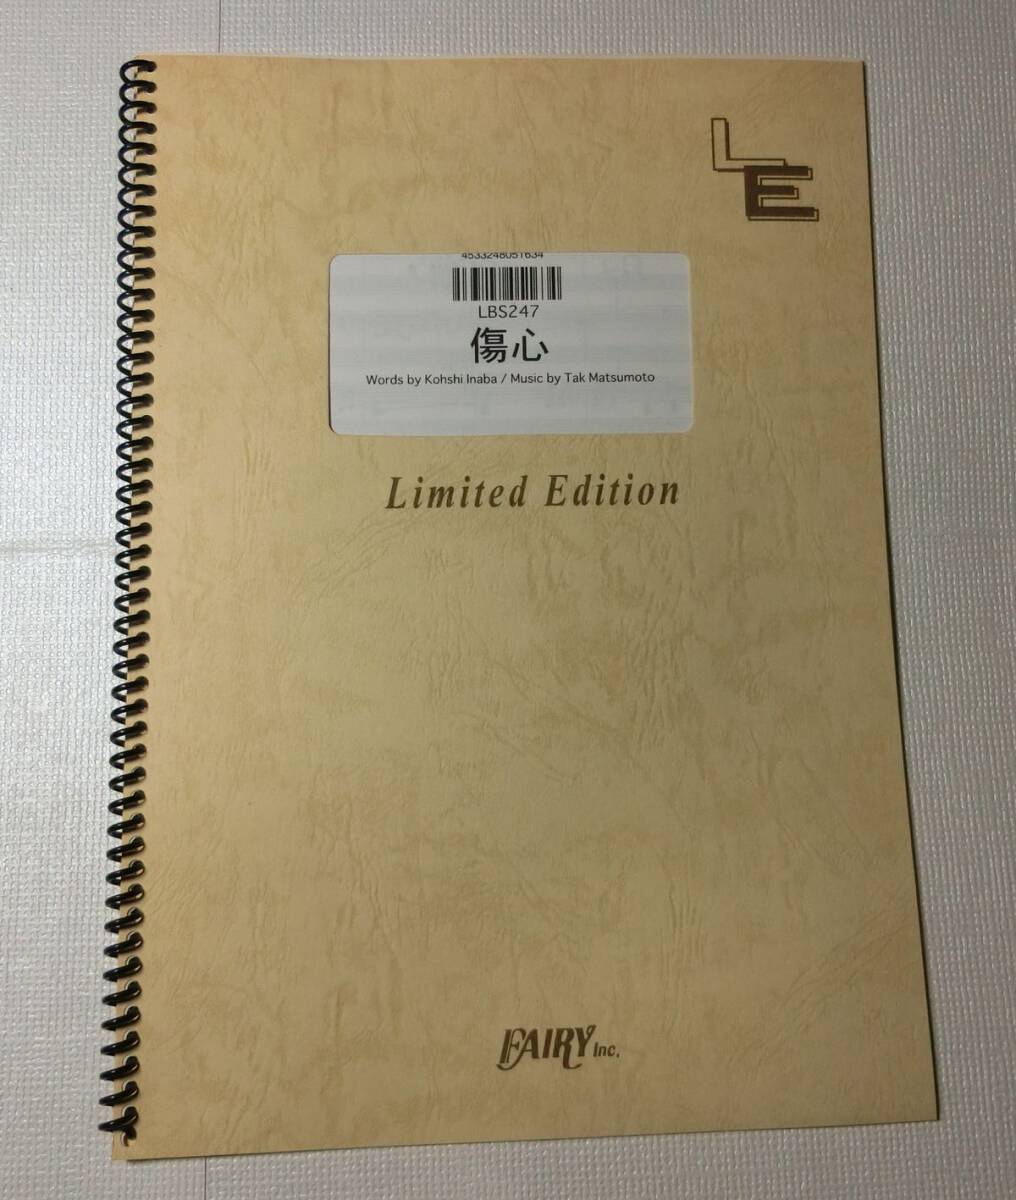 LE
4533248051634
LBS247
傷心
Words by Kohshi Inaba / Music by Tak Matsumoto
Limited Edition
FAIRY Inc.